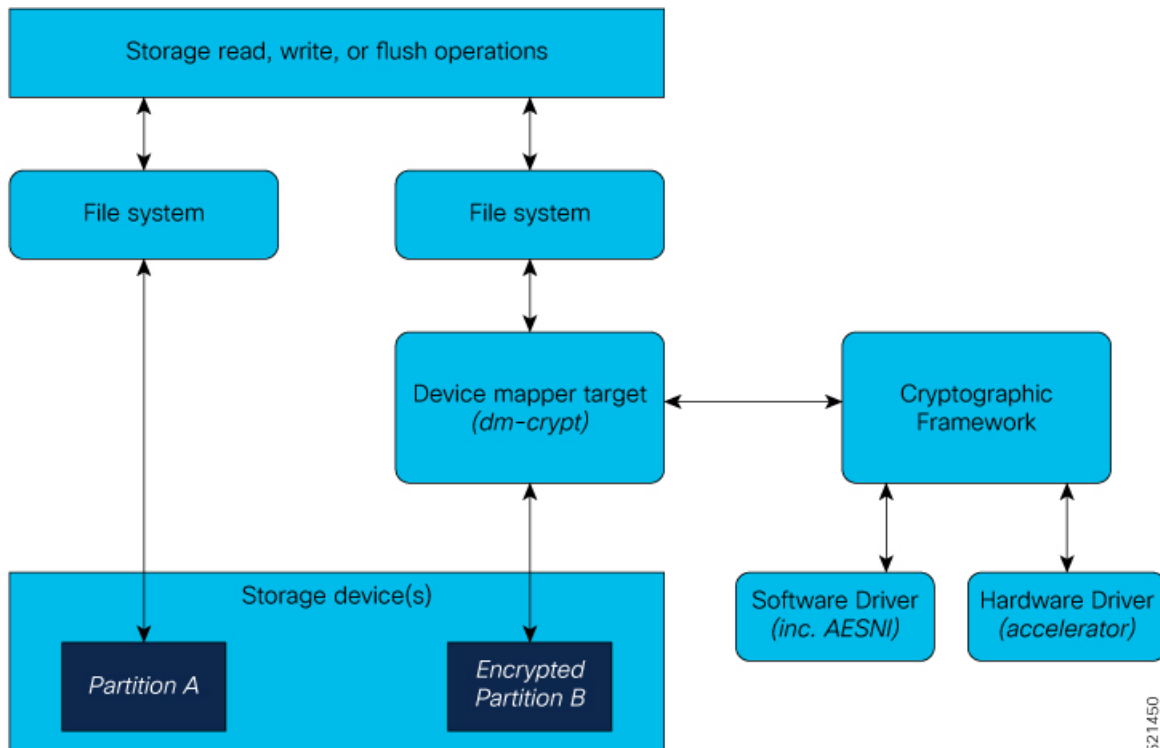 Storage read, write, or flush operations
File system
File system
Device mapper target
(dm-crypt)
Cryptographic
Framework
Storage device(s)
Partition A
Encrypted
Partition B
Software Driver
(inc. AESNI)
Hardware Driver
(accelerator)
521450